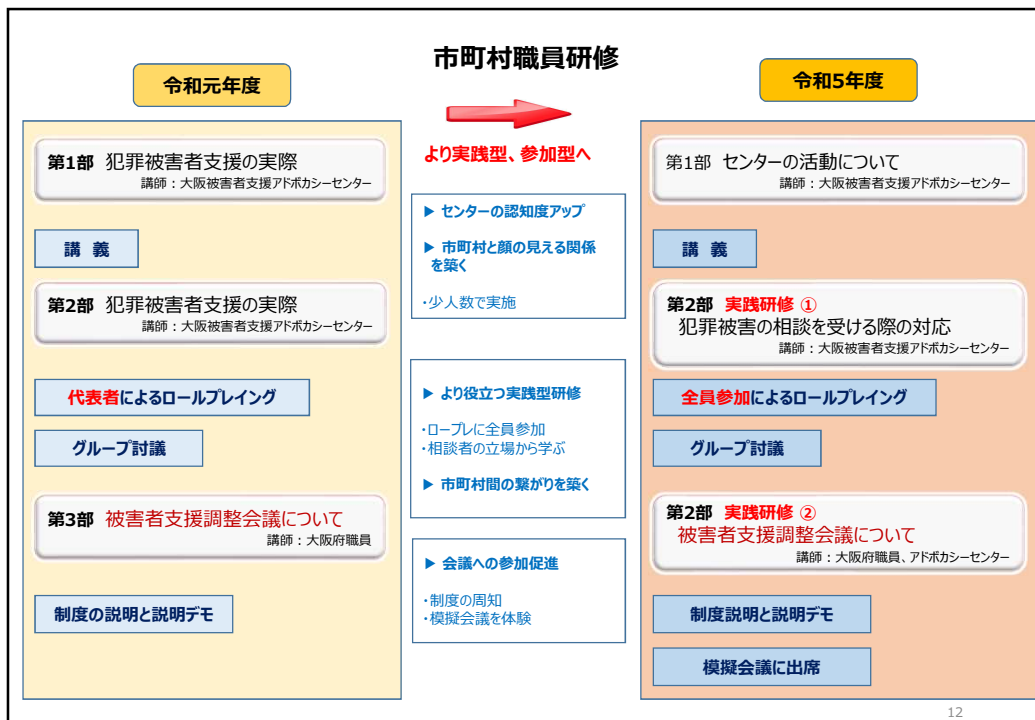 市町村職員研修
令和元年度
第1部 犯罪被害者支援の実際
講師：大阪被害者支援アドボカシーセンター
講 義
第2部 犯罪被害者支援の実際
講師：大阪被害者支援アドボカシーセンター
代表者によるロールプレイング
グループ討議
第3部 被害者支援調整会議について
講師：大阪府職員
制度の説明と説明デモ
より実践型、参加型へ
▶ センターの認知度アップ
▶ 市町村と顔の見える関係
を築く
・少人数で実施
▶ より役立つ実践型研修
・ロープレに全員参加
・相談者の立場から学ぶ
▶ 市町村間の繋がりを築く
▶ 会議への参加促進
・制度の周知
・模擬会議を体験
令和5年度
第1部 センターの活動について
講師：大阪被害者支援アドボカシーセンター
講 義
第2部 実践研修 ①
犯罪被害の相談を受ける際の対応
講師：大阪被害者支援アドボカシーセンター
全員参加によるロールプレイング
グループ討議
第2部 実践研修 ②
被害者支援調整会議について
講師：大阪府職員、アドボカシーセンター
制度説明と説明デモ
模擬会議に出席
12